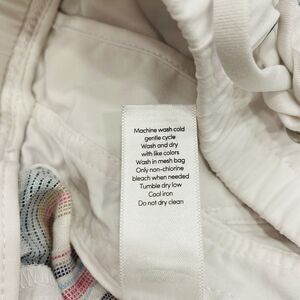 Machine wash cold
gentle cycle
Wash and dry
with like colors
Wash in mesh bag
Only non-chlorine
bleach when needed
Tumble dry low
Cool iron
Do not dry clean